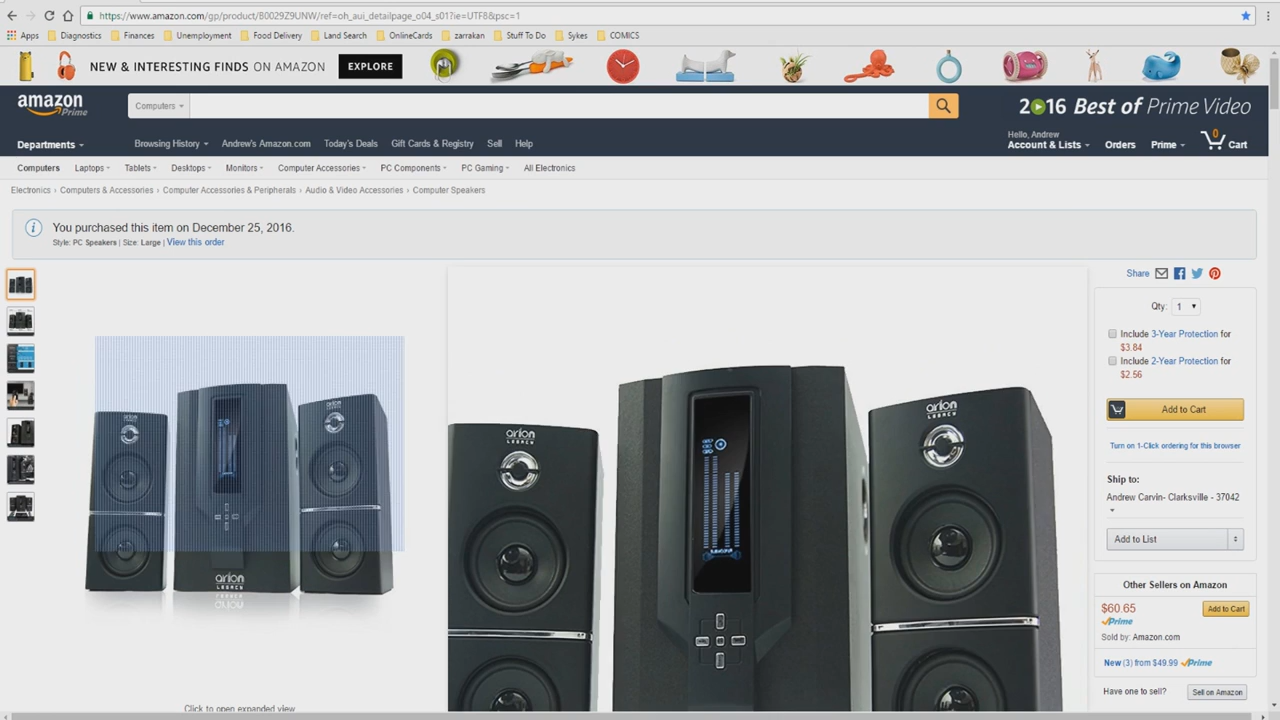 https://www.amazon.com/gp/product/B0029Z9UNW/ref=oh_aui_detailpage_o04_s01?ie=UTF8&psc=1
Apps Diagnostics Finances Unemployment Food Delivery Land Search OnlineCards zarrakan Stuff To Do Sykes COMICS
NEW & INTERESTING FINDS ON AMAZON EXPLORE
amazon Prime
Computers
2016 Best of Prime Video
Departments
Browsing History Andrew's Amazon.com Today's Deals Gift Cards & Registry Sell Help
Hello, Andrew
Account & Lists Orders Prime 0 Cart
Computers Laptops Tablets Desktops Monitors Computer Accessories PC Components PC Gaming All Electronics
Electronics › Computers & Accessories › Computer Accessories & Peripherals › Audio & Video Accessories › Computer Speakers
You purchased this item on December 25, 2016.
Style: PC Speakers | Size: Large | View this order
Share
Qty: 1
Include 3-Year Protection for
$3.84
Include 2-Year Protection for
$2.56
Add to Cart
Turn on 1-Click ordering for this browser
Ship to:
Andrew Carvin- Clarksville - 37042
Add to List
Other Sellers on Amazon
$60.65 Add to Cart
Prime
Sold by: Amazon.com
New (3) from $49.99 Prime
Have one to sell? Sell on Amazon
arion
LEGACY
arion
LEGACY
arion
LEGACY
arion
LEGACY
arion
LEGACY
Click to open expanded view